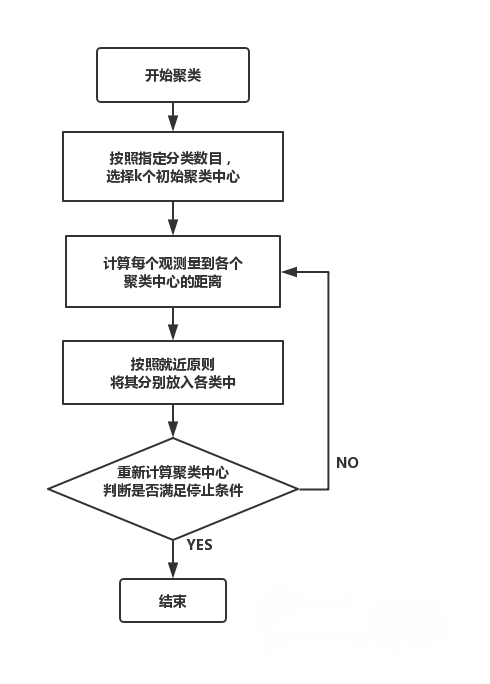 开始聚类
按照指定分类数目，
选择k个初始聚类中心
计算每个观测量到各个
聚类中心的距离
按照就近原则
将其分别放入各类中
重新计算聚类中心
判断是否满足停止条件
NO
YES
结束